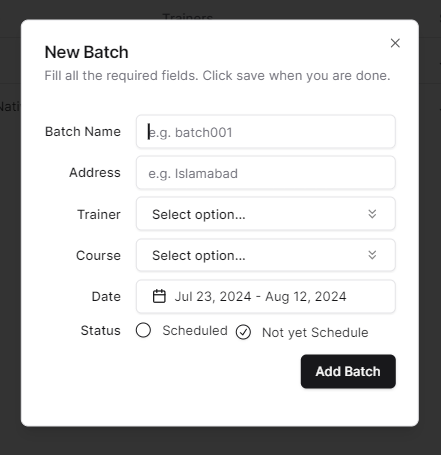 Trainers
New Batch
Fill all the required fields. Click save when you are done.
Nati
Batch Name e.g. batch001
Address e.g. Islamabad
Trainer Select option...
Course Select option...
Date Jul 23, 2024 - Aug 12, 2024
Status Scheduled Not yet Schedule
Add Batch